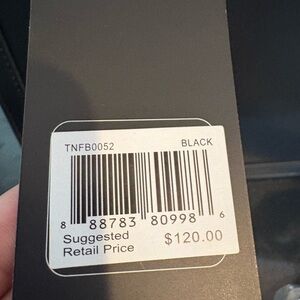 TNFB0052 BLACK
8 88783 80998 6
Suggested
Retail Price $120.00